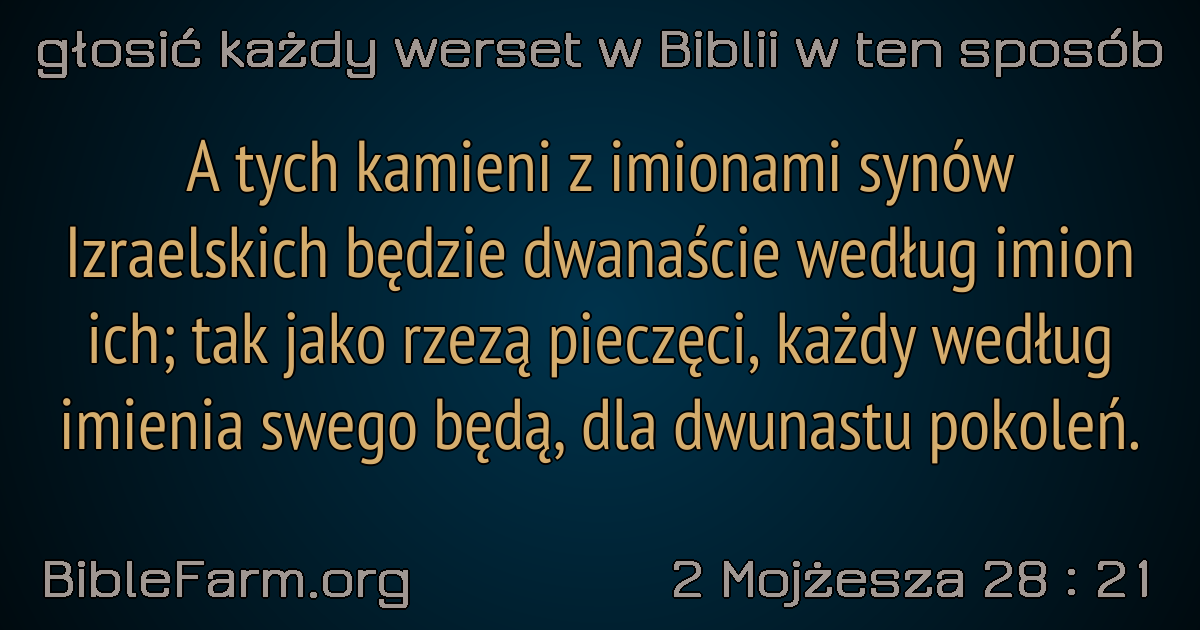 głosić każdy werset w Biblii w ten sposób
A tych kamieni z imionami synów
Izraelskich będzie dwanaście według imion
ich; tak jako rzezą pieczęci, każdy według
imienia swego będą, dla dwunastu pokoleń.
BibleFarm.org
2 Mojżesza 28 : 21